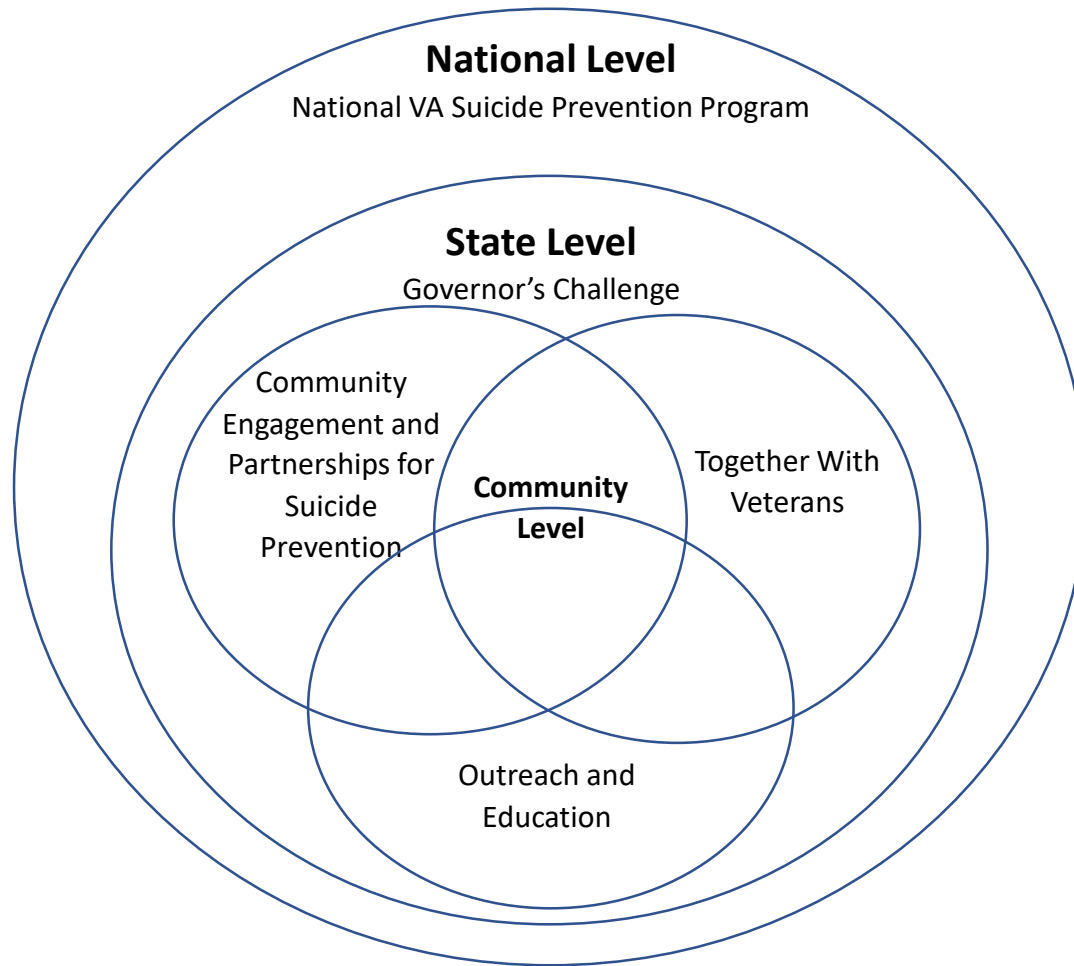 National Level
National VA Suicide Prevention Program
State Level
Governor’s Challenge
Community
Engagement and
Partnerships for
Suicide
Prevention
Community
Level
Together With
Veterans
Outreach and
Education